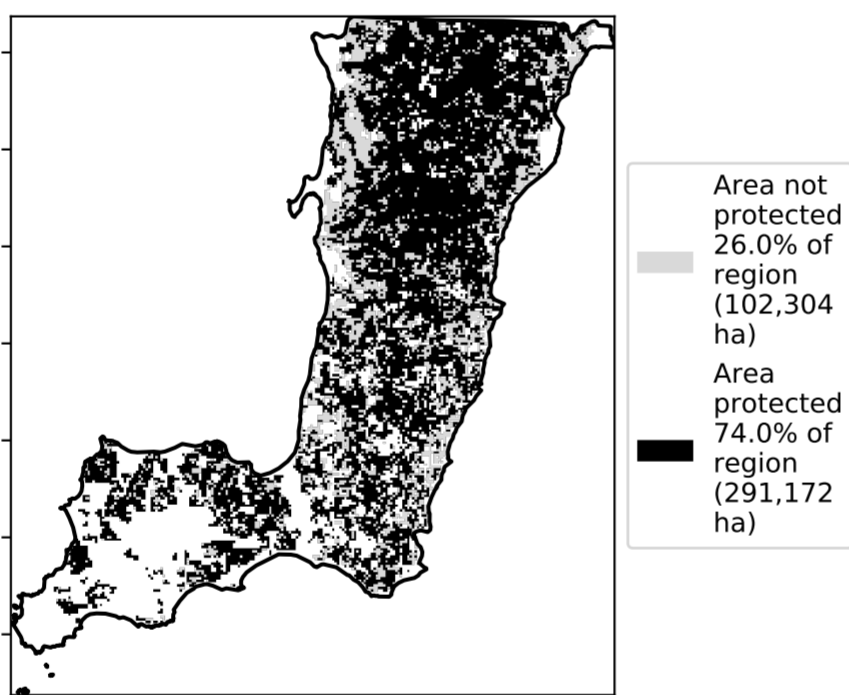 Area not
protected
26.0% of
region
(102,304
ha)
Area
protected
74.0% of
region
(291,172
ha)